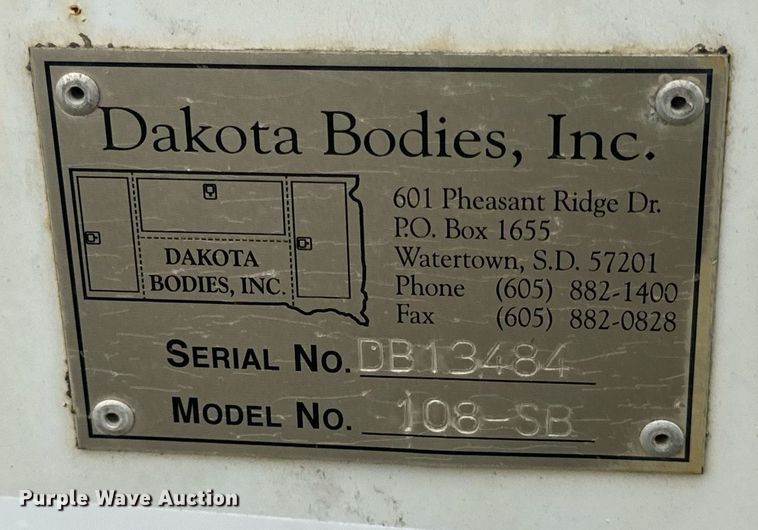 Dakota Bodies, Inc.
DAKOTA
BODIES, INC.
601 Pheasant Ridge Dr.
P.O. Box 1655
Watertown, S.D. 57201
Phone (605) 882-1400
Fax (605) 882-0828
SERIAL NO. DB13484
MODEL NO. 108-SB
Purple Wave Auction